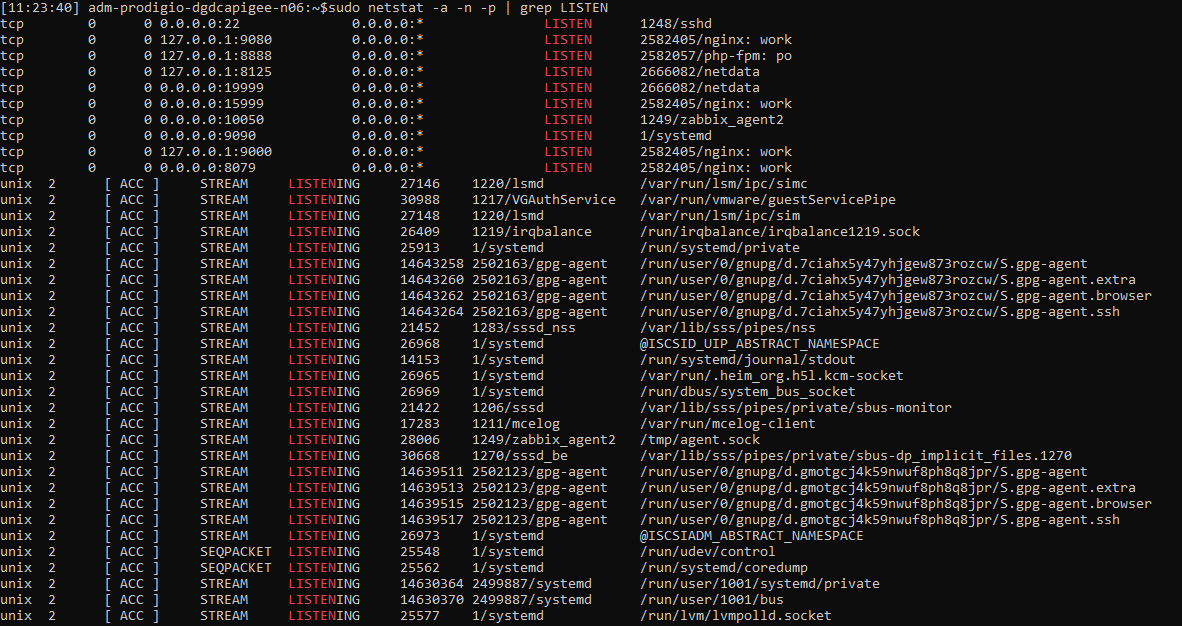 [11:23:40] adm-prodigio-dgdcapigee-n06:~$sudo netstat -a -n -p | grep LISTEN
tcp 0 0 0.0.0.0:22 0.0.0.0:* LISTEN 1248/sshd
tcp 0 0 127.0.0.1:9080 0.0.0.0:* LISTEN 2582405/nginx: work
tcp 0 0 127.0.0.1:8888 0.0.0.0:* LISTEN 2582057/php-fpm: po
tcp 0 0 127.0.0.1:8125 0.0.0.0:* LISTEN 2666082/netdata
tcp 0 0 0.0.0.0:19999 0.0.0.0:* LISTEN 2666082/netdata
tcp 0 0 0.0.0.0:15999 0.0.0.0:* LISTEN 2582405/nginx: work
tcp 0 0 0.0.0.0:10050 0.0.0.0:* LISTEN 1249/zabbix_agent2
tcp 0 0 0.0.0.0:9090 0.0.0.0:* LISTEN 1/systemd
tcp 0 0 127.0.0.1:9000 0.0.0.0:* LISTEN 2582405/nginx: work
tcp 0 0 0.0.0.0:8079 0.0.0.0:* LISTEN 2582405/nginx: work
unix 2 [ ACC ] STREAM LISTENING 27146 1220/lsmd /var/run/lsm/ipc/simc
unix 2 [ ACC ] STREAM LISTENING 30988 1217/VGAuthService /var/run/vmware/guestServicePipe
unix 2 [ ACC ] STREAM LISTENING 27148 1220/lsmd /var/run/lsm/ipc/sim
unix 2 [ ACC ] STREAM LISTENING 26409 1219/irqbalance /run/irqbalance/irqbalance1219.sock
unix 2 [ ACC ] STREAM LISTENING 25913 1/systemd /run/systemd/private
unix 2 [ ACC ] STREAM LISTENING 14643258 2502163/gpg-agent /run/user/0/gnupg/d.7ciahx5y47yhjgew873rozcw/S.gpg-agent
unix 2 [ ACC ] STREAM LISTENING 14643260 2502163/gpg-agent /run/user/0/gnupg/d.7ciahx5y47yhjgew873rozcw/S.gpg-agent.extra
unix 2 [ ACC ] STREAM LISTENING 14643262 2502163/gpg-agent /run/user/0/gnupg/d.7ciahx5y47yhjgew873rozcw/S.gpg-agent.browser
unix 2 [ ACC ] STREAM LISTENING 14643264 2502163/gpg-agent /run/user/0/gnupg/d.7ciahx5y47yhjgew873rozcw/S.gpg-agent.ssh
unix 2 [ ACC ] STREAM LISTENING 21452 1283/sssd_nss /var/lib/sss/pipes/nss
unix 2 [ ACC ] STREAM LISTENING 26968 1/systemd @ISCSID_UIP_ABSTRACT_NAMESPACE
unix 2 [ ACC ] STREAM LISTENING 14153 1/systemd /run/systemd/journal/stdout
unix 2 [ ACC ] STREAM LISTENING 26965 1/systemd /var/run/.heim_org.h5l.kcm-socket
unix 2 [ ACC ] STREAM LISTENING 26969 1/systemd /run/dbus/system_bus_socket
unix 2 [ ACC ] STREAM LISTENING 21422 1206/sssd /var/lib/sss/pipes/private/sbus-monitor
unix 2 [ ACC ] STREAM LISTENING 17283 1211/mcelog /var/run/mcelog-client
unix 2 [ ACC ] STREAM LISTENING 28006 1249/zabbix_agent2 /tmp/agent.sock
unix 2 [ ACC ] STREAM LISTENING 30668 1270/sssd_be /var/lib/sss/pipes/private/sbus-dp_implicit_files.1270
unix 2 [ ACC ] STREAM LISTENING 14639511 2502123/gpg-agent /run/user/0/gnupg/d.gmotgcj4k59nwuf8ph8q8jpr/S.gpg-agent
unix 2 [ ACC ] STREAM LISTENING 14639513 2502123/gpg-agent /run/user/0/gnupg/d.gmotgcj4k59nwuf8ph8q8jpr/S.gpg-agent.extra
unix 2 [ ACC ] STREAM LISTENING 14639515 2502123/gpg-agent /run/user/0/gnupg/d.gmotgcj4k59nwuf8ph8q8jpr/S.gpg-agent.browser
unix 2 [ ACC ] STREAM LISTENING 14639517 2502123/gpg-agent /run/user/0/gnupg/d.gmotgcj4k59nwuf8ph8q8jpr/S.gpg-agent.ssh
unix 2 [ ACC ] STREAM LISTENING 26973 1/systemd @ISCSIADM_ABSTRACT_NAMESPACE
unix 2 [ ACC ] SEQPACKET LISTENING 25548 1/systemd /run/udev/control
unix 2 [ ACC ] SEQPACKET LISTENING 25562 1/systemd /run/systemd/coredump
unix 2 [ ACC ] STREAM LISTENING 14630364 2499887/systemd /run/user/1001/systemd/private
unix 2 [ ACC ] STREAM LISTENING 14630370 2499887/systemd /run/user/1001/bus
unix 2 [ ACC ] STREAM LISTENING 25577 1/systemd /run/lvm/lvmpolld.socket